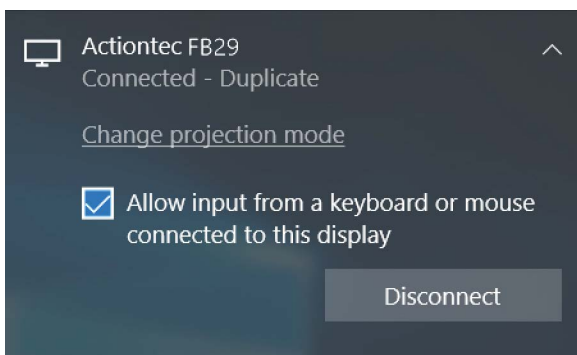 Actiontec FB29
Connected - Duplicate
Change projection mode
Allow input from a keyboard or mouse
connected to this display
Disconnect